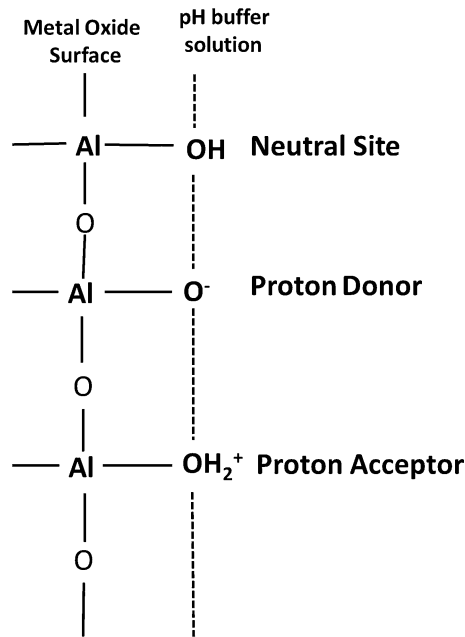 Metal Oxide
Surface
pH buffer
solution
Al OH Neutral Site
O
Al O⁻ Proton Donor
O
Al OH₂⁺ Proton Acceptor
O